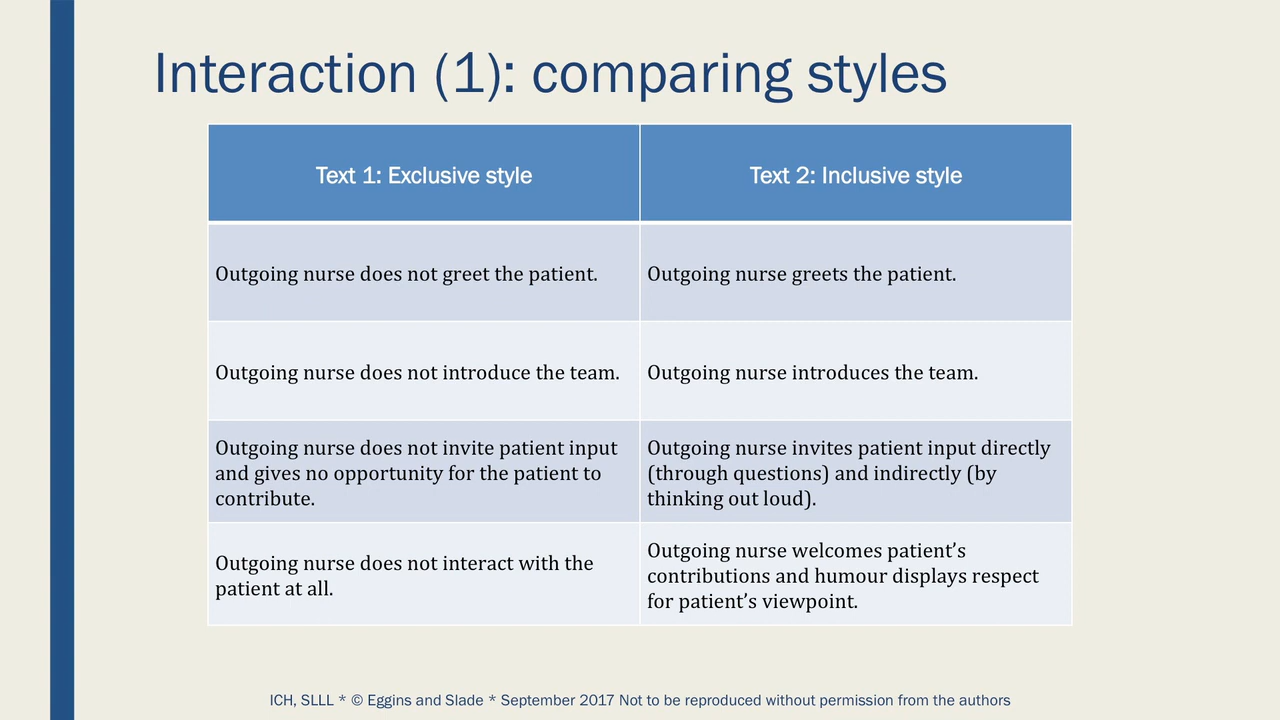 Interaction (1): comparing styles
Text 1: Exclusive style
Text 2: Inclusive style
Outgoing nurse does not greet the patient.
Outgoing nurse greets the patient.
Outgoing nurse does not introduce the team.
Outgoing nurse introduces the team.
Outgoing nurse does not invite patient input
and gives no opportunity for the patient to
contribute.
Outgoing nurse invites patient input directly
(through questions) and indirectly (by
thinking out loud).
Outgoing nurse does not interact with the
patient at all.
Outgoing nurse welcomes patient’s
contributions and humour displays respect
for patient’s viewpoint.
ICH, SLLL * © Eggins and Slade * September 2017 Not to be reproduced without permission from the authors